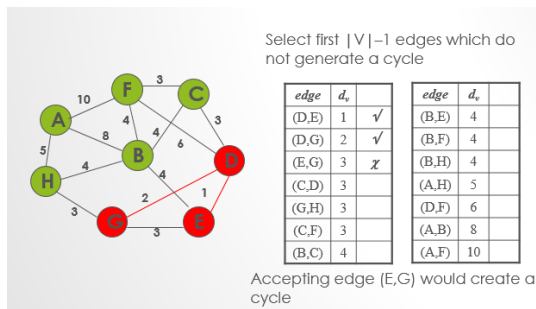 Select first |V|–1 edges which do
not generate a cycle
edge dᵥ
(D,E) 1 √
(D,G) 2 √
(E,G) 3 χ
(C,D) 3
(G,H) 3
(C,F) 3
(B,C) 4
edge dᵥ
(B,E) 4
(B,F) 4
(B,H) 4
(A,H) 5
(D,F) 6
(A,B) 8
(A,F) 10
3
F
C
10
A
4
3
8
4
6
5
B
D
4
4
H
2
1
3
G
E
3
Accepting edge (E,G) would create a
cycle